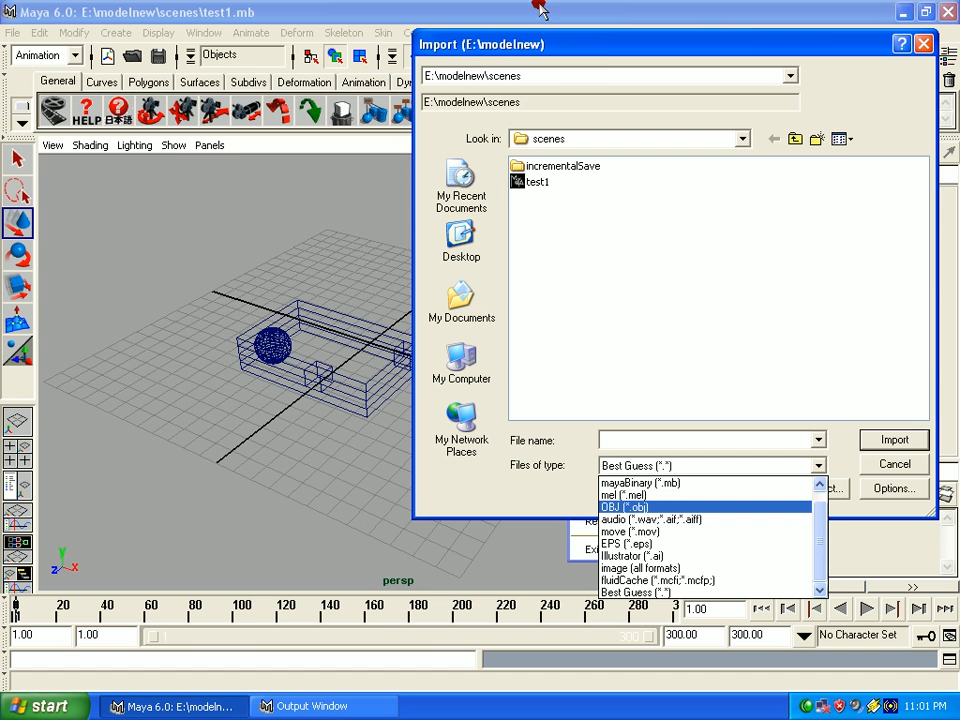 Maya 6.0: E:\modelnew\scenes\test1.mb
File Edit Modify Create Display Window Animate Deform Skeleton Skin
Animation
Objects
General Curves Polygons Surfaces Subdivs Deformation Animation
HELP 日本語
View Shading Lighting Show Panels
Import (E:\modelnew)
E:\modelnew\scenes
E:\modelnew\scenes
Look in: scenes
My Recent Documents
Desktop
My Documents
My Computer
My Network Places
incrementalSave
test1
File name:
Import
Files of type: Best Guess (*.*)
Cancel
Options...
mayaBinary (*.mb)
mel (*.mel)
OBJ (*.obj)
audio (*.wav;*.aif;*.aiff)
move (*.mov)
EPS (*.eps)
Illustrator (*.ai)
image (all formats)
fluidCache (*.mcfi;*.mcfp;)
Best Guess (*.*)
y
z x
persp
>>
20 40 60 80 100 120 140 160 180 200 220 240 260 280 3
1.00
1.00 1.00 1 300 300.00 300.00 No Character Set
start
Maya 6.0: E:\modeln...
Output Window
11:01 PM